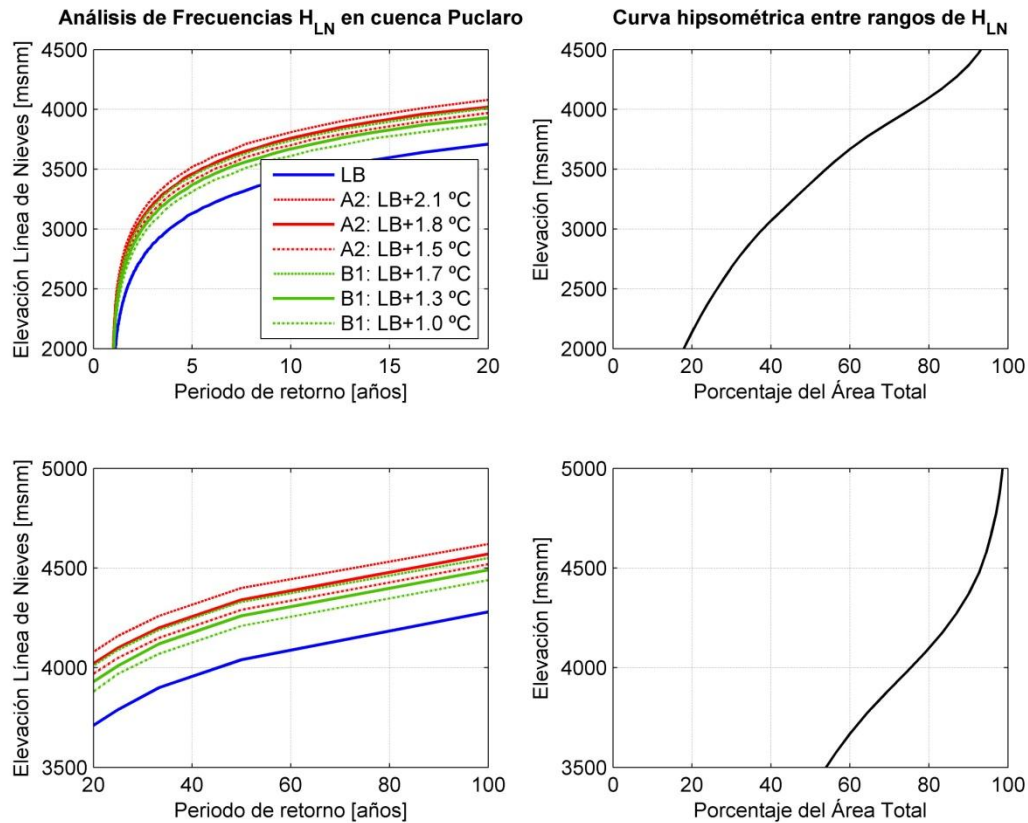 Análisis de Frecuencias H_LN en cuenca Puclaro
4500
4000
3500
3000
2500
2000
Elevación Línea de Nieves [msnm]
LB
A2: LB+2.1 ºC
A2: LB+1.8 ºC
A2: LB+1.5 ºC
B1: LB+1.7 ºC
B1: LB+1.3 ºC
B1: LB+1.0 ºC
0 5 10 15 20
Periodo de retorno [años]
Curva hipsométrica entre rangos de H_LN
4500
4000
3500
3000
2500
2000
Elevación [msnm]
0 20 40 60 80 100
Porcentaje del Área Total
5000
4500
4000
3500
Elevación Línea de Nieves [msnm]
20 40 60 80 100
Periodo de retorno [años]
5000
4500
4000
3500
Elevación [msnm]
0 20 40 60 80 100
Porcentaje del Área Total